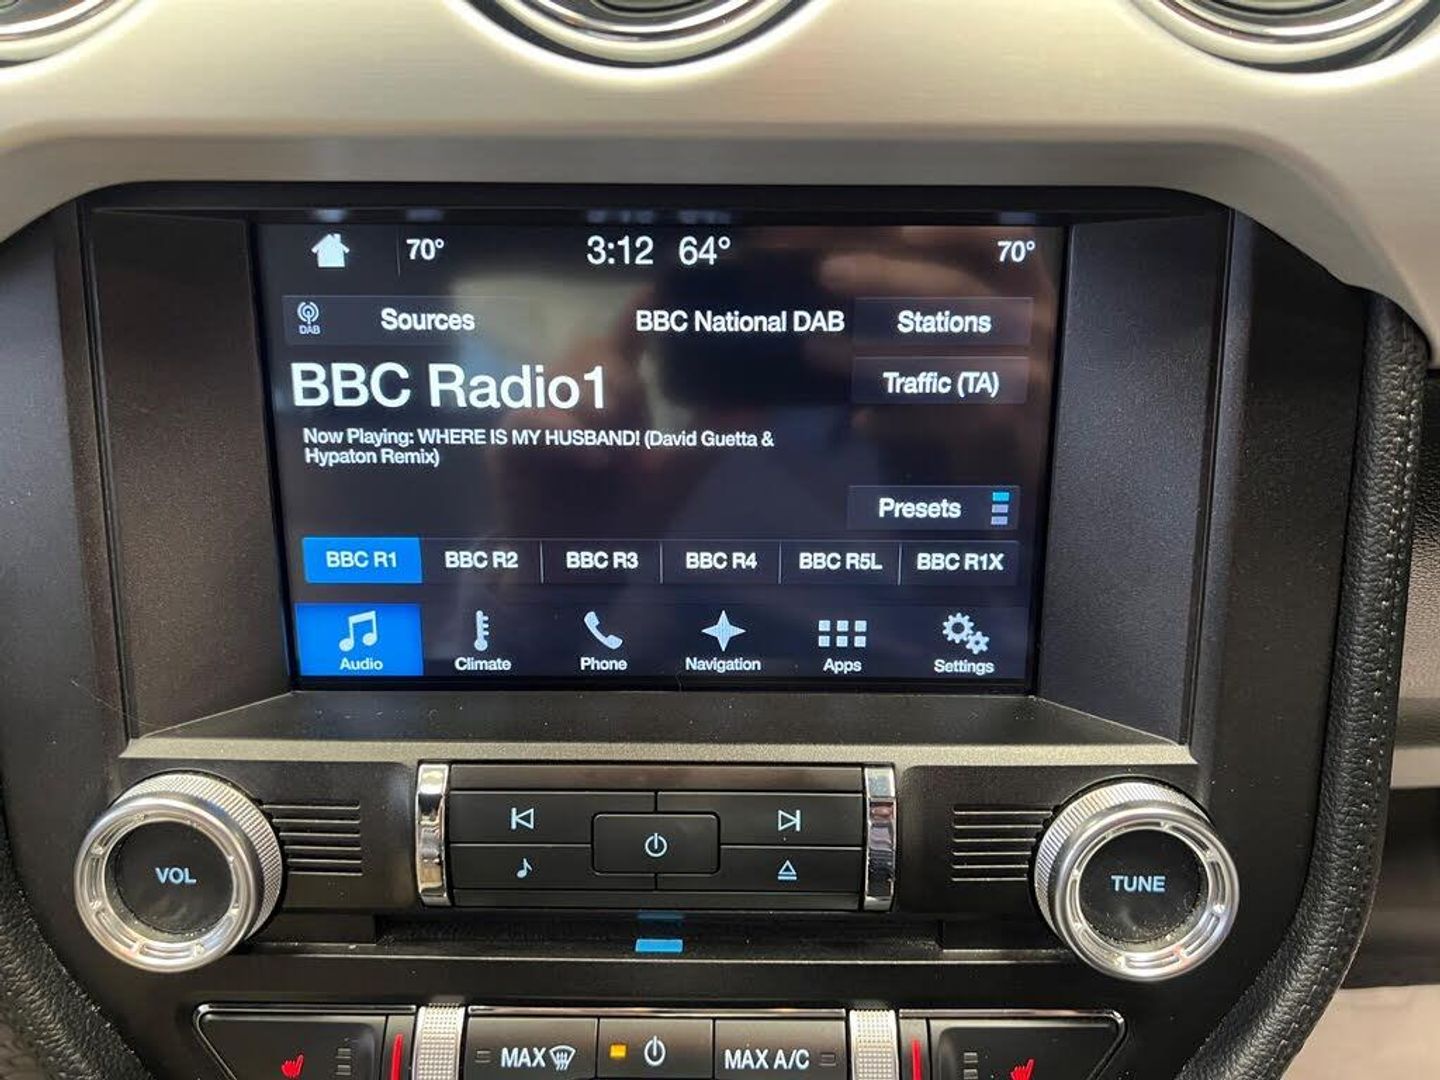 70° 3:12 64° 70°
DAB Sources BBC National DAB Stations
BBC Radio1 Traffic (TA)
Now Playing: WHERE IS MY HUSBAND! (David Guetta &
Hypaton Remix)
Presets
BBC R1 BBC R2 BBC R3 BBC R4 BBC R5L BBC R1X
Audio Climate Phone Navigation Apps Settings
VOL TUNE
MAX MAX A/C